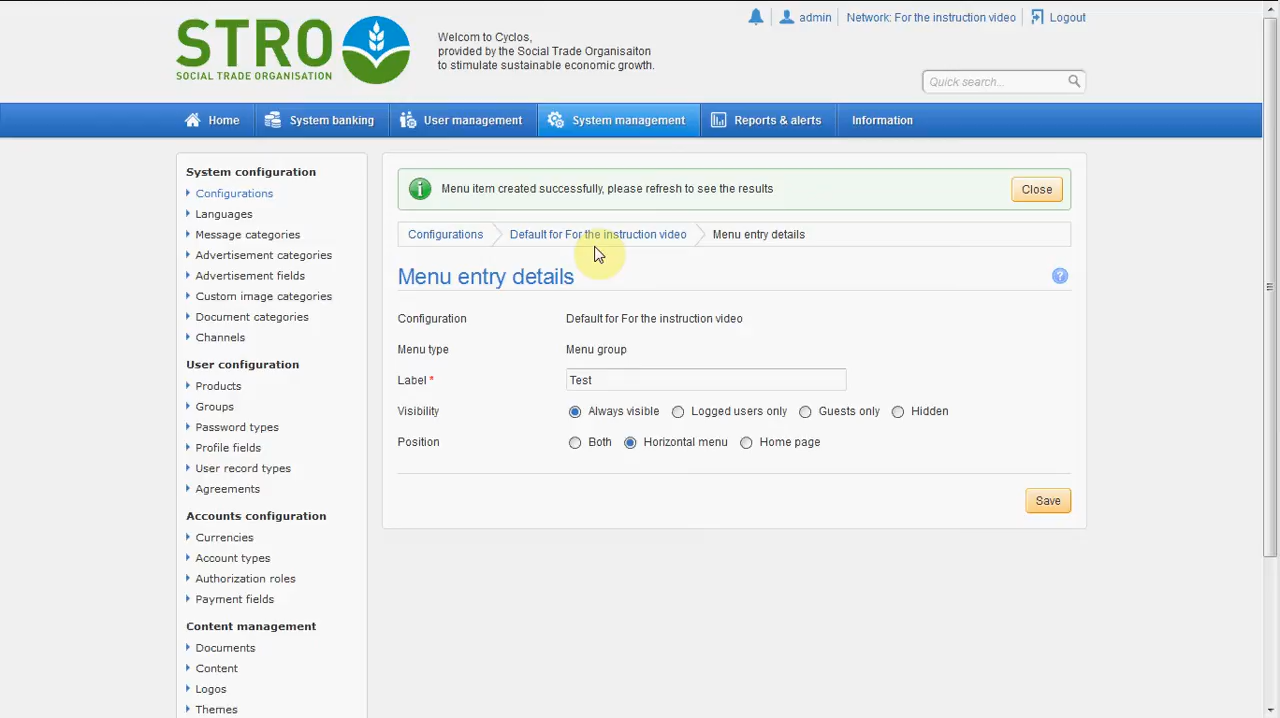 STRO
SOCIAL TRADE ORGANISATION
Welcom to Cyclos,
provided by the Social Trade Organisaiton
to stimulate sustainable economic growth.
admin
Network: For the instruction video
Logout
Quick search...
Home
System banking
User management
System management
Reports & alerts
Information
System configuration
Configurations
Languages
Message categories
Advertisement categories
Advertisement fields
Custom image categories
Document categories
Channels
User configuration
Products
Groups
Password types
Profile fields
User record types
Agreements
Accounts configuration
Currencies
Account types
Authorization roles
Payment fields
Content management
Documents
Content
Logos
Themes
Menu item created successfully, please refresh to see the results
Close
Configurations
Default for For the instruction video
Menu entry details
Menu entry details
?
Configuration Default for For the instruction video
Menu type Menu group
Label * Test
Visibility Always visible Logged users only Guests only Hidden
Position Both Horizontal menu Home page
Save